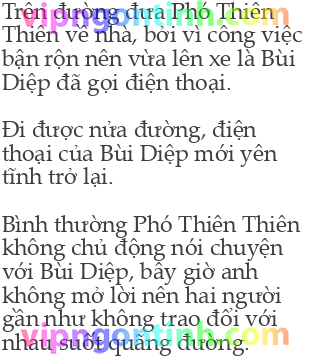 Trên đường đưa Phó Thiên
Thiên về nhà, bởi vì công việc
bận rộn nên vừa lên xe là Bùi
Diệp đã gọi điện thoại.
Đi được nửa đường, điện
thoại của Bùi Diệp mới yên
tĩnh trở lại.
Bình thường Phó Thiên Thiên
không chủ động nói chuyện
với Bùi Diệp, bây giờ anh
không mở lời nên hai người
gần như không trao đổi với
nhau suốt quãng đường.
vipngontinh.com
vipngontinh.com